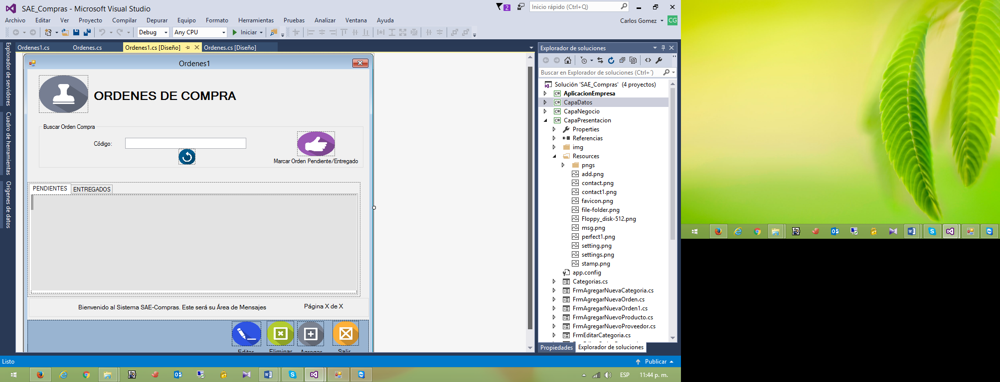 SAE_Compras - Microsoft Visual Studio
2
Inicio rápido (Ctrl+Q)
Archivo Editar Ver Proyecto Compilar Depurar Equipo Formato Herramientas Pruebas Analizar Ventana Ayuda
Carlos Gomez CG
Debug Any CPU Iniciar
Explorador de servidores
Cuadro de herramientas
Orígenes de datos
Ordenes1.cs Ordenes.cs Ordenes1.cs [Diseño] Ordenes.cs [Diseño]
Ordenes1
ORDENES DE COMPRA
Buscar Orden Compra
Código:
Marcar Orden Pendiente/Entregado
PENDIENTES ENTREGADOS
Bienvenido al Sistema SAE-Compras. Este será su Área de Mensajes
Página X de X
Editar Eliminar Agregar Salir
Explorador de soluciones
Buscar en Explorador de soluciones (Ctrl+´)
Solución 'SAE_Compras' (4 proyectos)
C# AplicacionEmpresa
C# CapaDatos
C# CapaNegocio
C# CapaPresentacion
Properties
Referencias
img
Resources
pngs
add.png
contact.png
contact1.png
favicon.png
file-folder.png
Floppy_disk-512.png
msg.png
perfect1.png
setting.png
settings.png
stamp.png
app.config
Categorias.cs
FrmAgregarNuevaCategoria.cs
FrmAgregarNuevaOrden.cs
FrmAgregarNuevaOrden1.cs
FrmAgregarNuevoProducto.cs
FrmAgregarNuevoProveedor.cs
FrmEditarCategoria.cs
Propiedades Explorador de soluciones
Listo
Publicar
ESP 11:44 p. m.